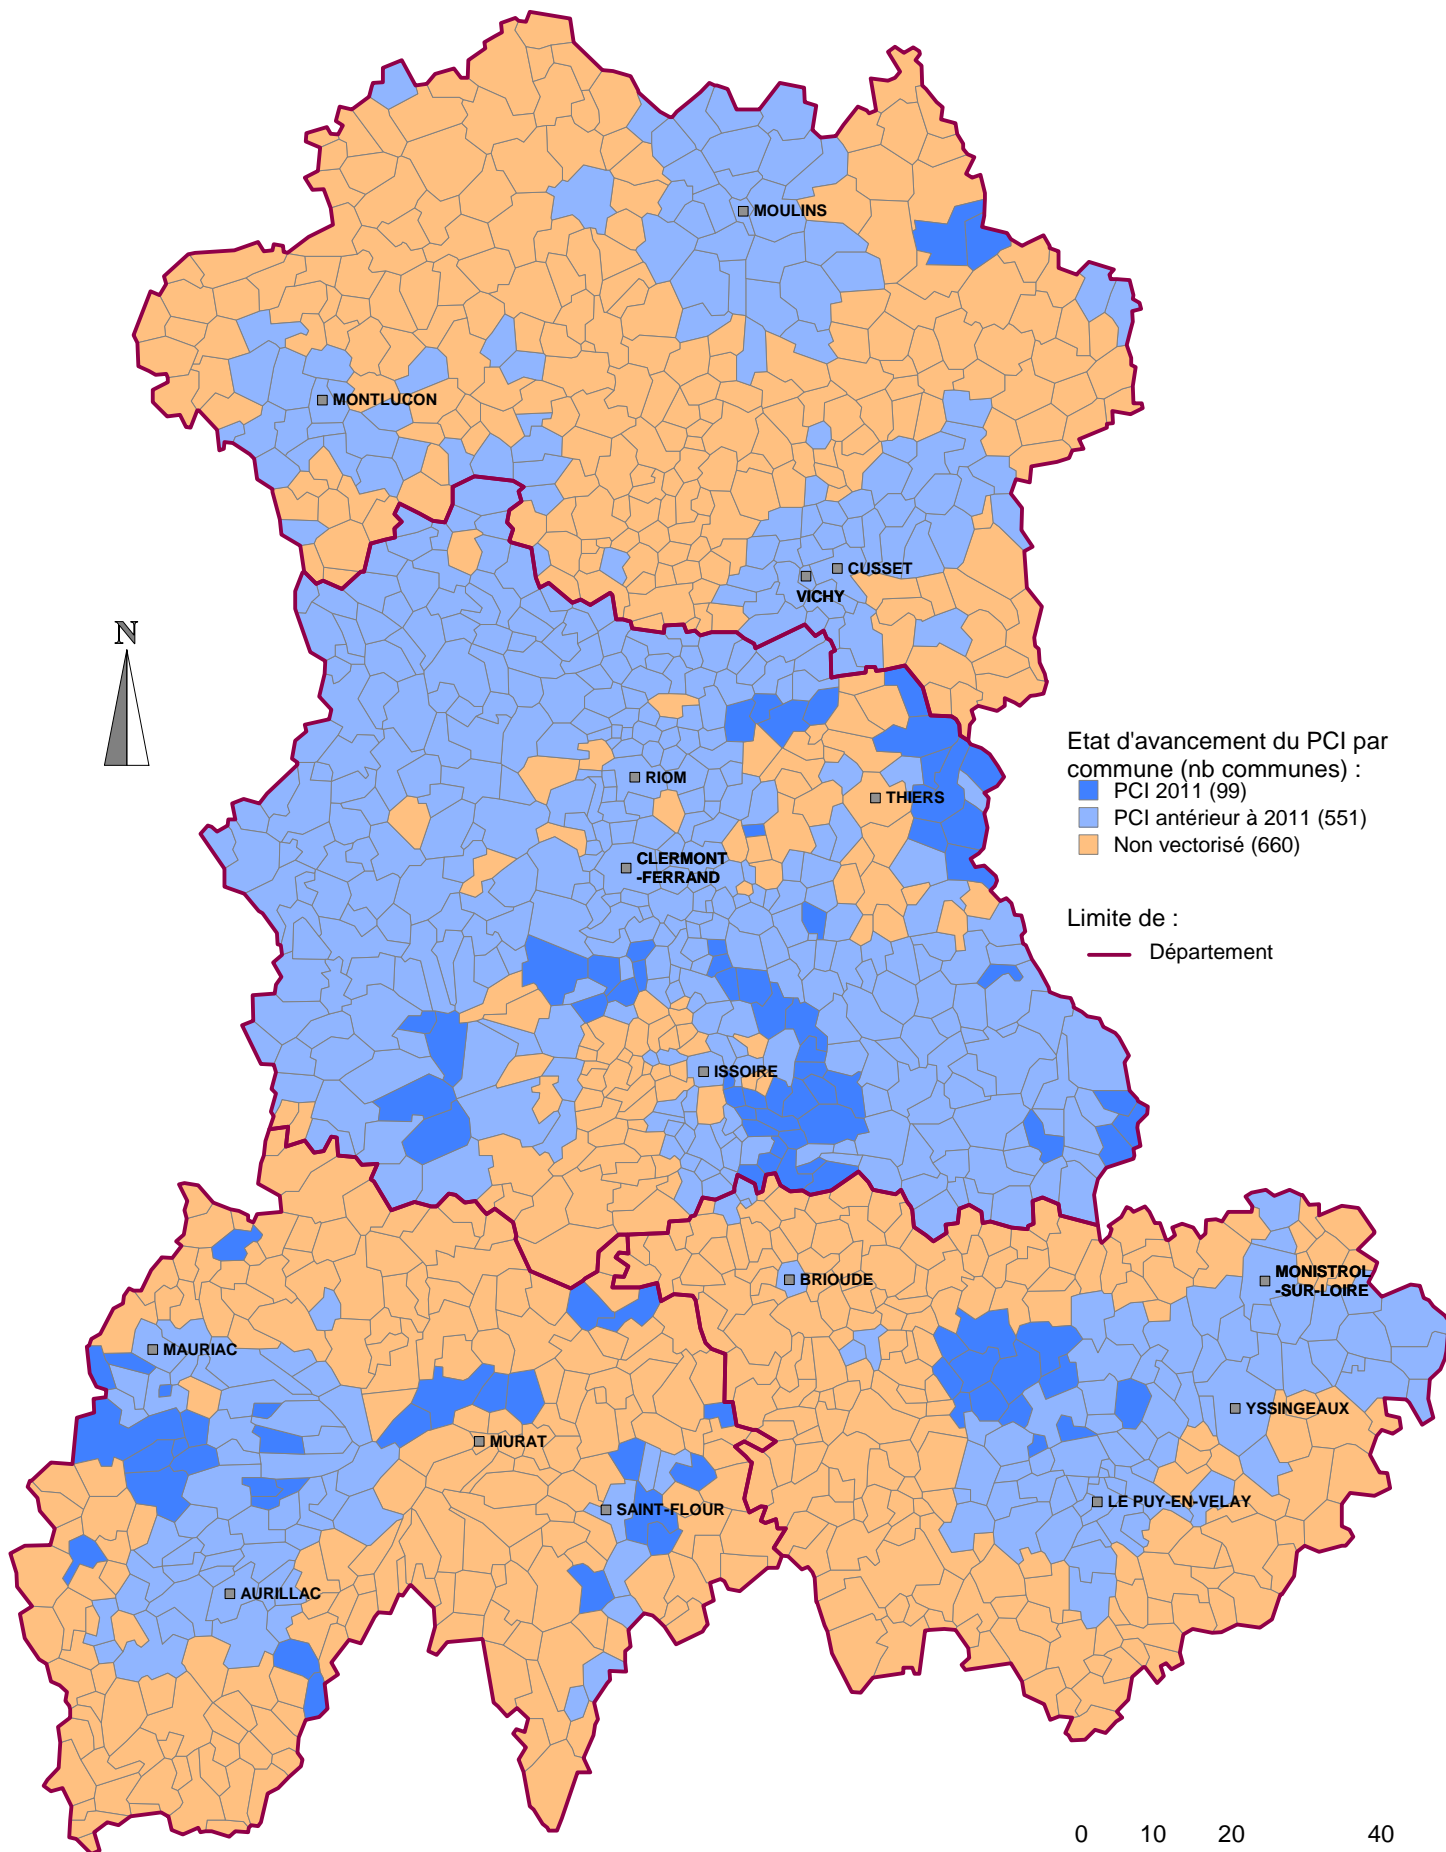 MOULINS
MONTLUCON
CUSSET
VICHY
N
RIOM
THIERS
CLERMONT
-FERRAND
ISSOIRE
Etat d'avancement du PCI par
commune (nb communes) :
PCI 2011 (99)
PCI antérieur à 2011 (551)
Non vectorisé (660)
Limite de :
Département
BRIOUDE
MONISTROL
-SUR-LOIRE
MAURIAC
YSSINGEAUX
MURAT
LE PUY-EN-VELAY
SAINT-FLOUR
AURILLAC
0 10 20 40